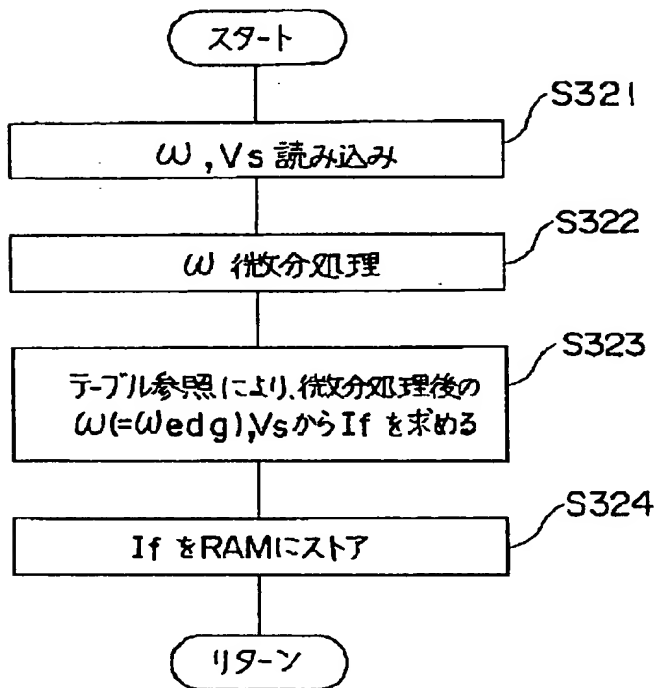 スタート
S321
ω,Vs 読み込み
S322
ω 微分処理
S323
テーブル参照により、微分処理後の
ω(=ωedg),VsからIfを求める
S324
IfをRAMにストア
リターン